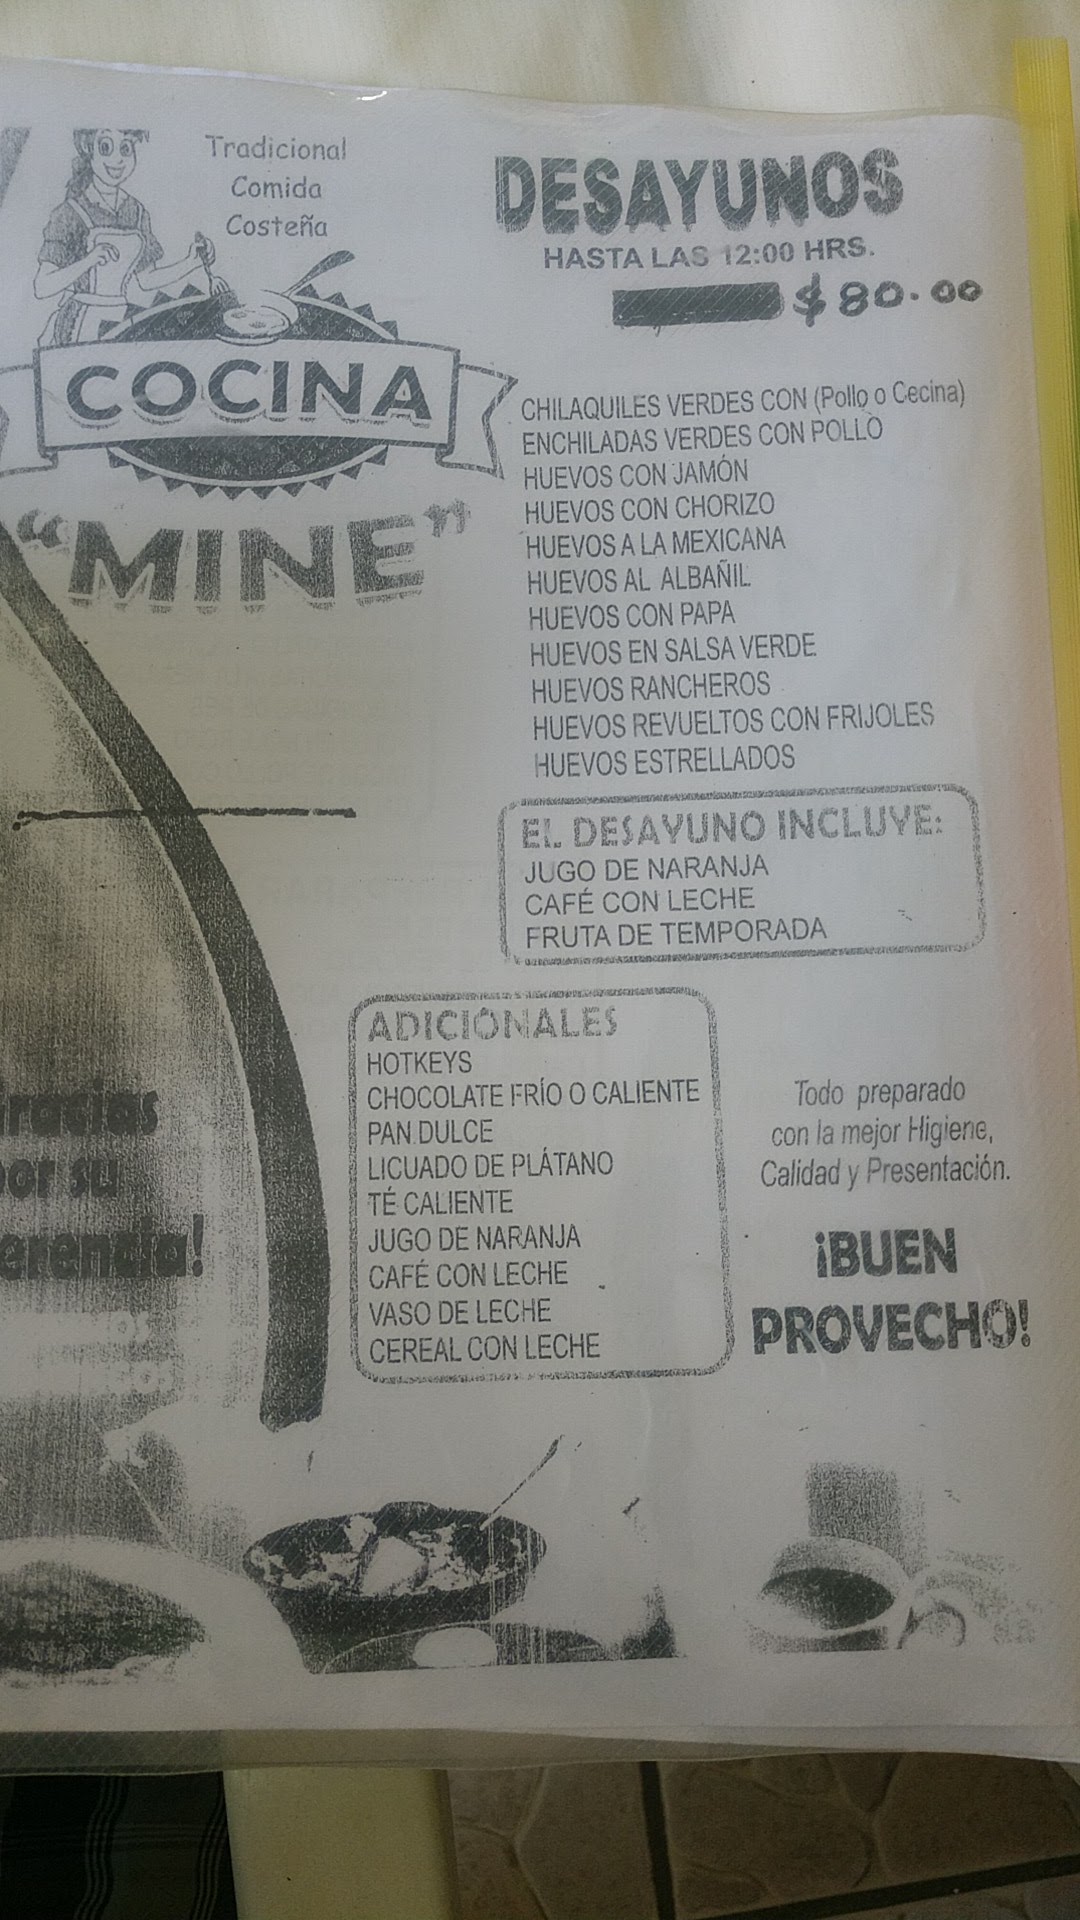 Tradicional
Comida
Costeña
COCINA
"MINE"
DESAYUNOS
HASTA LAS 12:00 HRS.
$80.00
CHILAQUILES VERDES CON (Pollo o Cecina)
ENCHILADAS VERDES CON POLLO
HUEVOS CON JAMÓN
HUEVOS CON CHORIZO
HUEVOS A LA MEXICANA
HUEVOS AL ALBAÑIL
HUEVOS CON PAPA
HUEVOS EN SALSA VERDE
HUEVOS RANCHEROS
HUEVOS REVUELTOS CON FRIJOLES
HUEVOS ESTRELLADOS
EL DESAYUNO INCLUYE:
JUGO DE NARANJA
CAFÉ CON LECHE
FRUTA DE TEMPORADA
ADICIONALES
HOTKEYS
CHOCOLATE FRÍO O CALIENTE
PAN DULCE
LICUADO DE PLÁTANO
TÉ CALIENTE
JUGO DE NARANJA
CAFÉ CON LECHE
VASO DE LECHE
CEREAL CON LECHE
Todo preparado
con la mejor Higiene,
Calidad y Presentación.
¡BUEN
PROVECHO!
racias
por su
erencia!